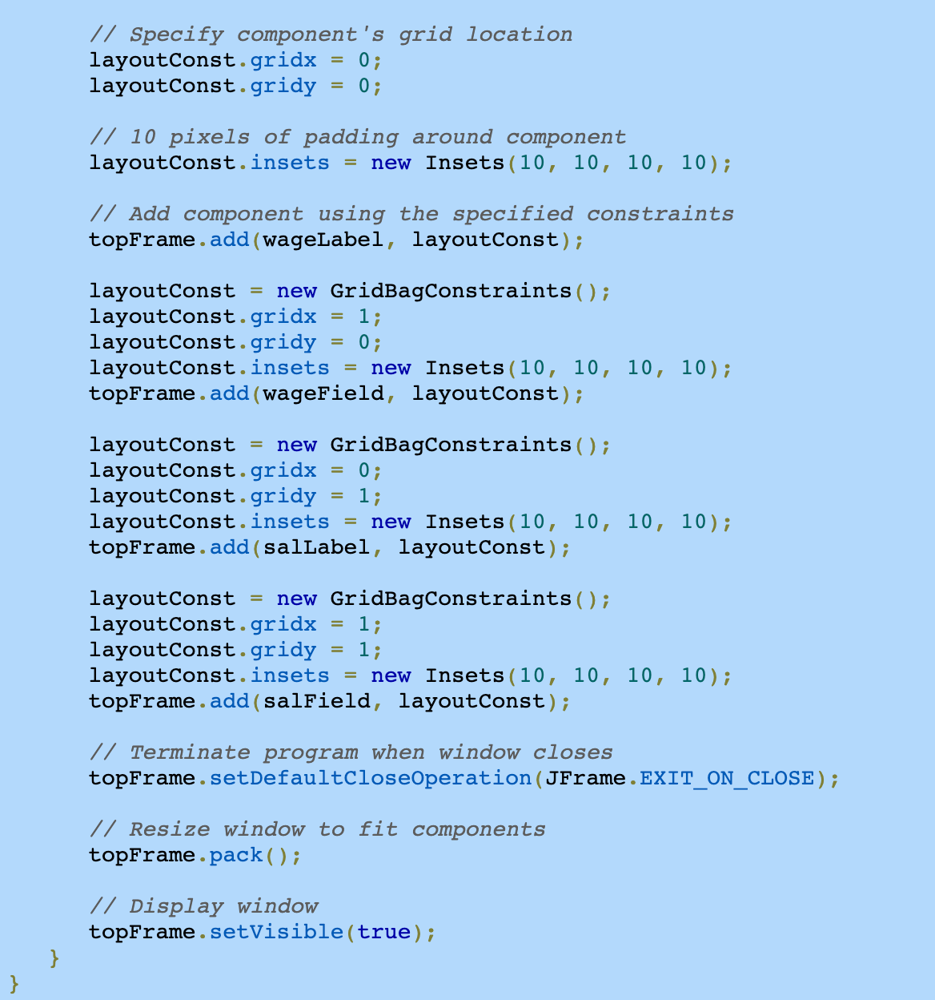 // Specify component's grid location
layoutConst.gridx = 0;
layoutConst.gridy = 0;
// 10 pixels of padding around component
layoutConst.insets = new Insets(10, 10, 10, 10);
// Add component using the specified constraints
topFrame.add(wageLabel, layoutConst);
layoutConst = new GridBagConstraints();
layoutConst.gridx = 1;
layoutConst.gridy = 0;
layoutConst.insets = new Insets(10, 10, 10, 10);
topFrame.add(wageField, layoutConst);
layoutConst = new GridBagConstraints();
layoutConst.gridx = 0;
layoutConst.gridy = 1;
layoutConst.insets = new Insets(10, 10, 10, 10);
topFrame.add(salLabel, layoutConst);
layoutConst = new GridBagConstraints();
layoutConst.gridx = 1;
layoutConst.gridy = 1;
layoutConst.insets = new Insets(10, 10, 10, 10);
topFrame.add(salField, layoutConst);
// Terminate program when window closes
topFrame.setDefaultCloseOperation(JFrame.EXIT_ON_CLOSE);
// Resize window to fit components
topFrame.pack();
// Display window
topFrame.setVisible(true);
}
}